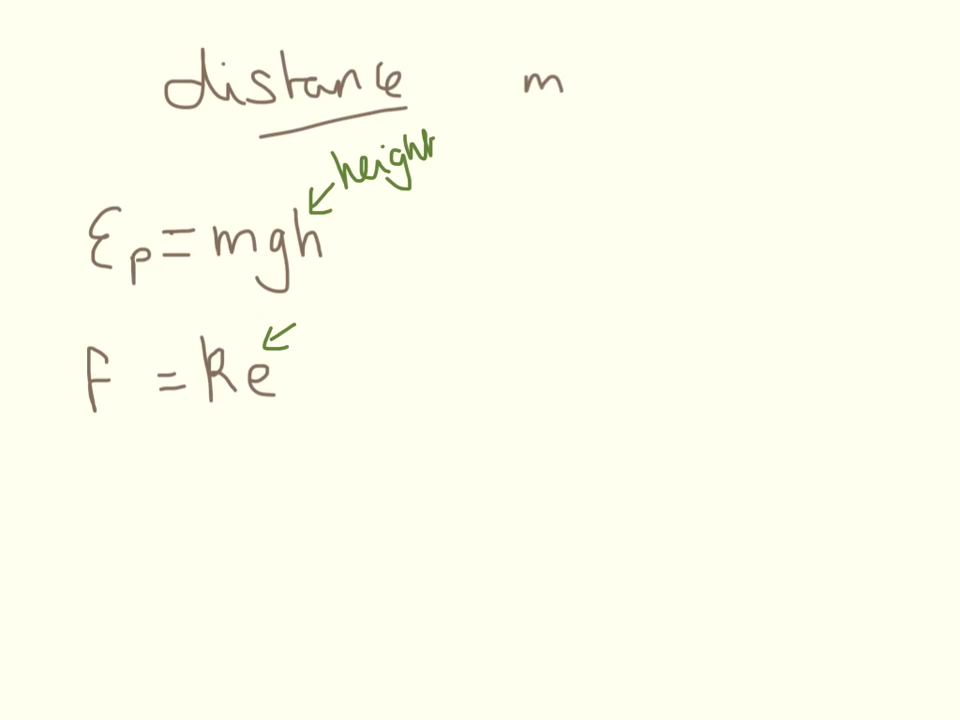 distance m
height
Ep = mgh
F = ke